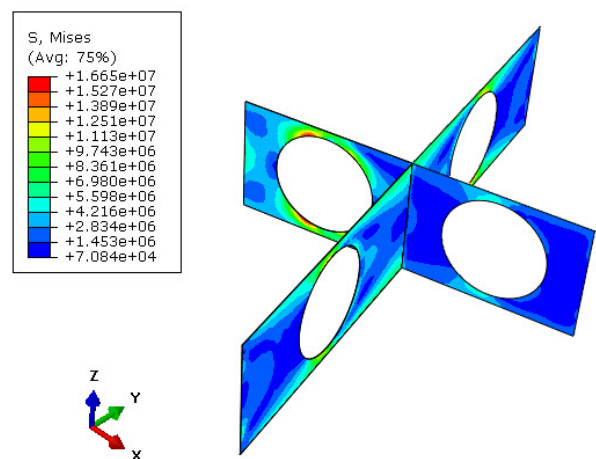 S, Mises
(Avg: 75%)
+1.665e+07
+1.527e+07
+1.389e+07
+1.251e+07
+1.113e+07
+9.743e+06
+8.361e+06
+6.980e+06
+5.598e+06
+4.216e+06
+2.834e+06
+1.453e+06
+7.084e+04
Z
Y
X